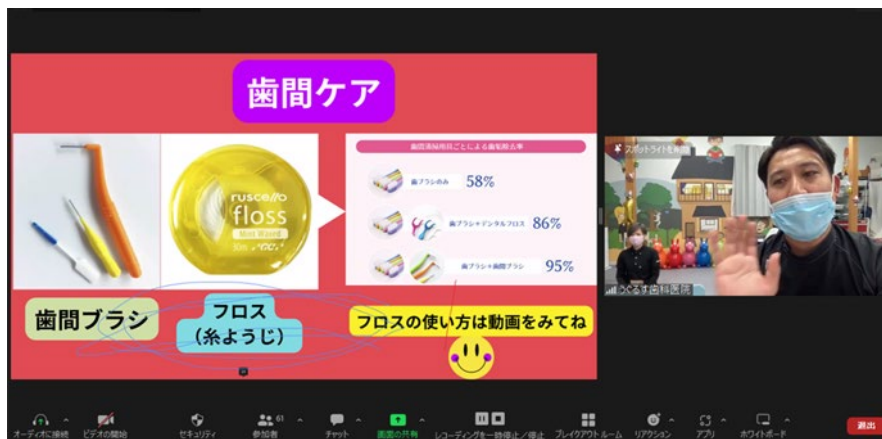 歯間ケア
ruscello
floss
Mint Waxed
30m GC
歯間清掃用具ごとによる歯垢除去率
歯ブラシのみ 58%
歯ブラシ+デンタルフロス 86%
歯ブラシ+歯間ブラシ 95%
歯間ブラシ
フロス
(糸ようじ)
フロスの使い方は動画をみてね
スポットライトを削除
うぐるす歯科医院
オーディオに接続
ビデオの開始
セキュリティ
61
参加者
チャット
画面の共有
レコーディングを一時停止/停止
ブレイクアウト ルーム
リアクション
アプリ
ホワイトボード
退出